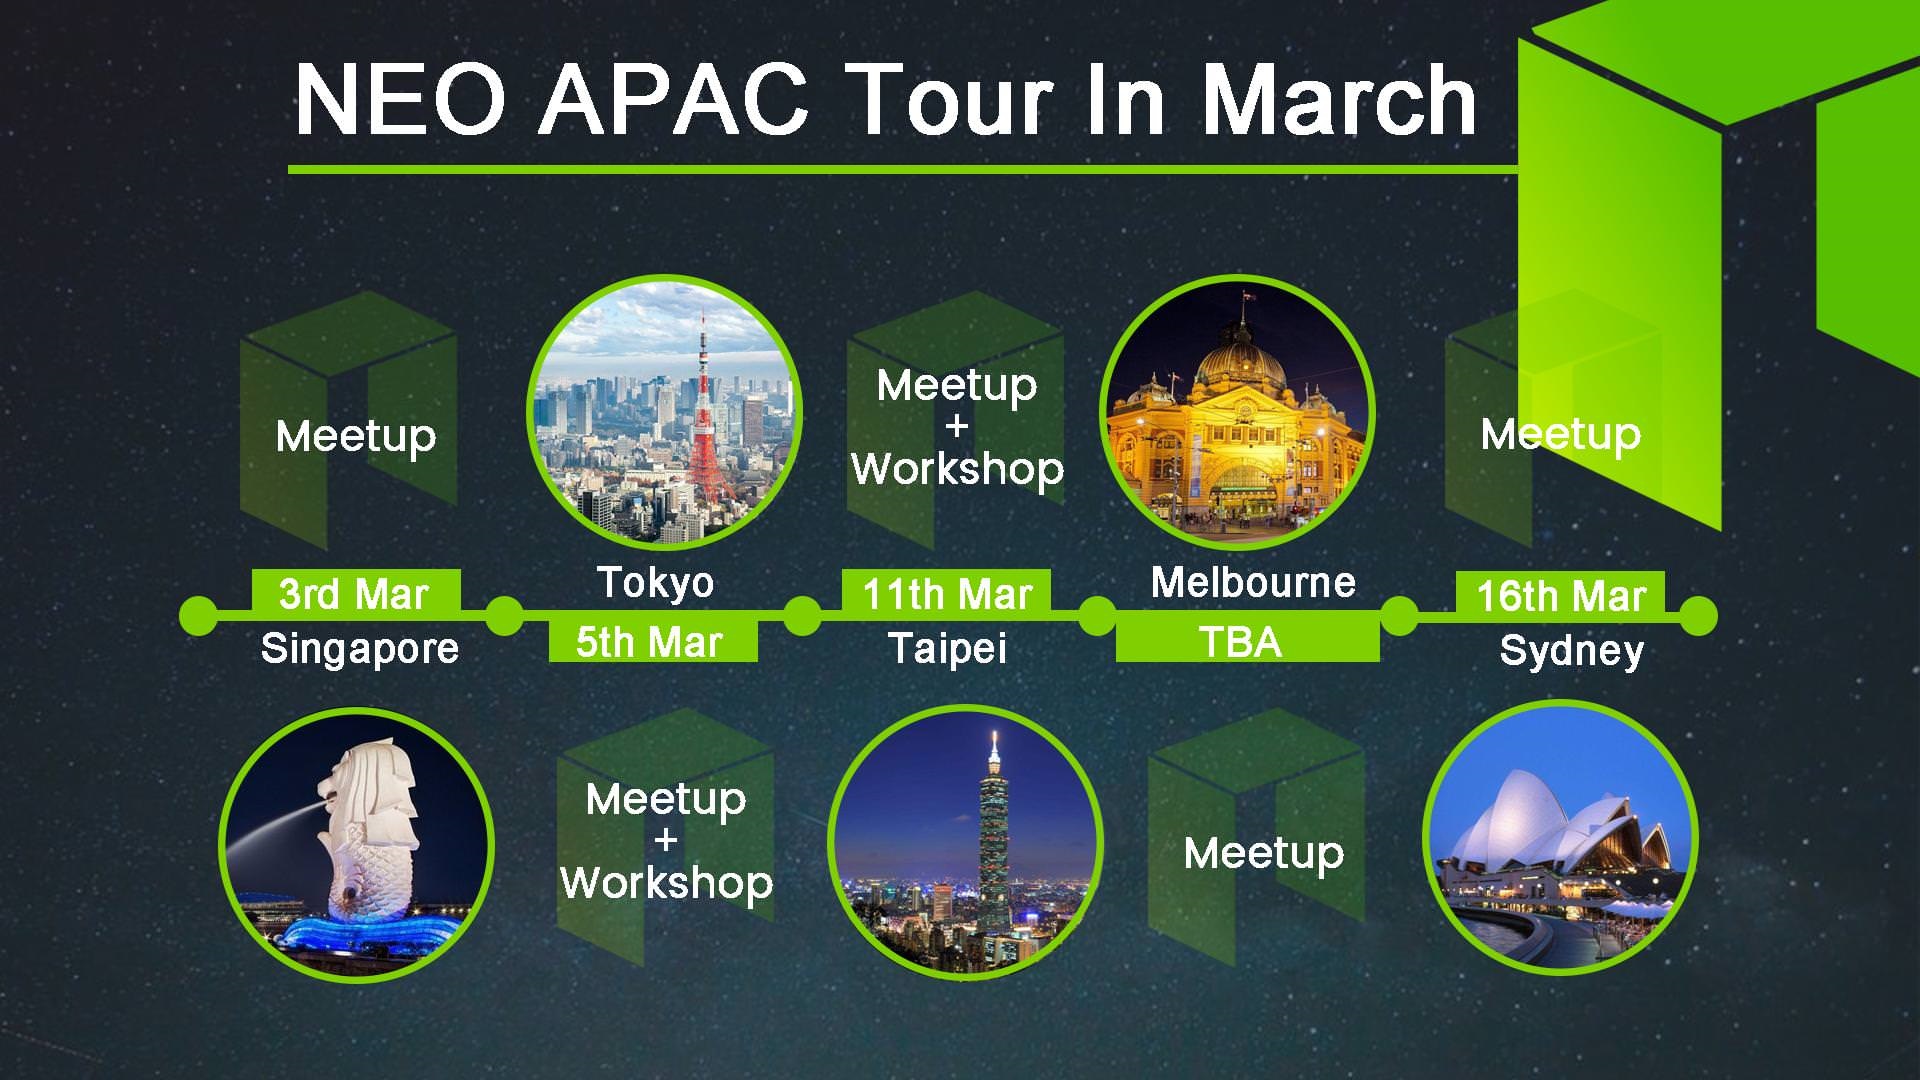 NEO APAC Tour In March
Meetup
3rd Mar
Singapore
Tokyo
5th Mar
Meetup
+
Workshop
Meetup
+
Workshop
11th Mar
Taipei
Melbourne
TBA
Meetup
Meetup
16th Mar
Sydney